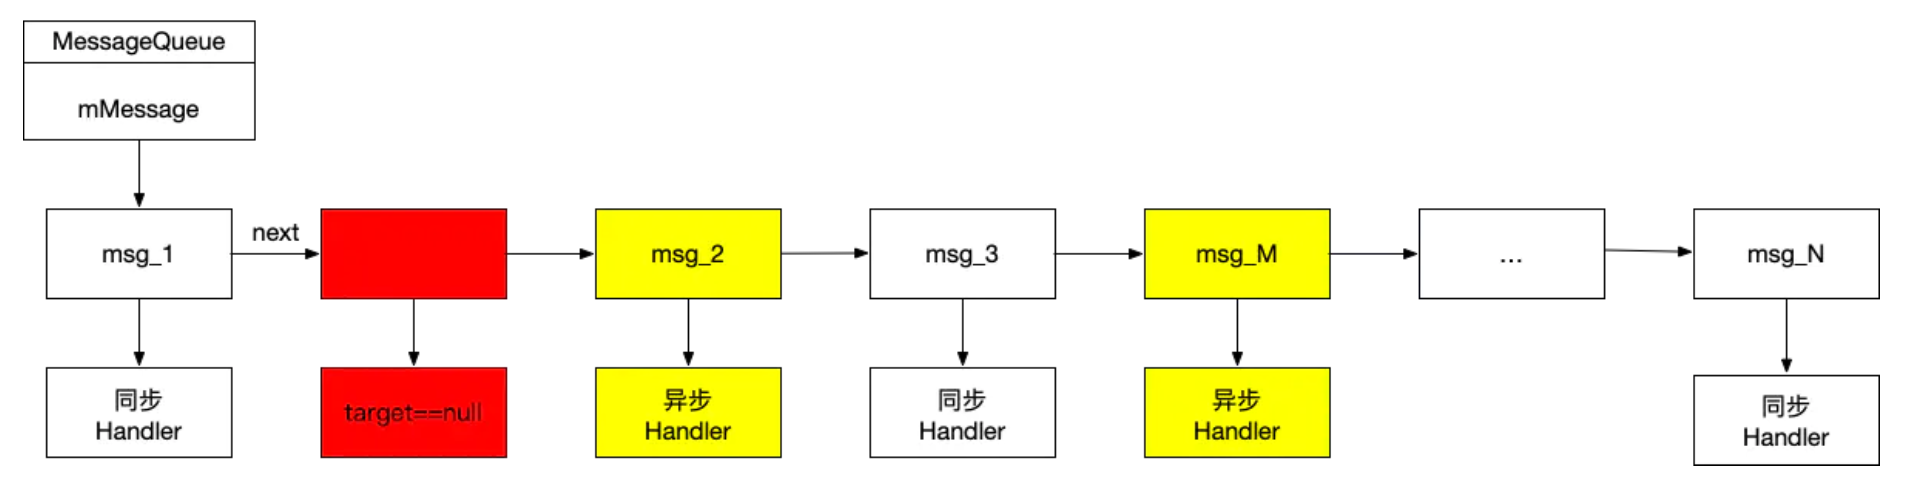 MessageQueue
mMessage
next
msg_1
msg_2
msg_3
msg_M
...
msg_N
同步
Handler
target==null
异步
Handler
同步
Handler
异步
Handler
同步
Handler